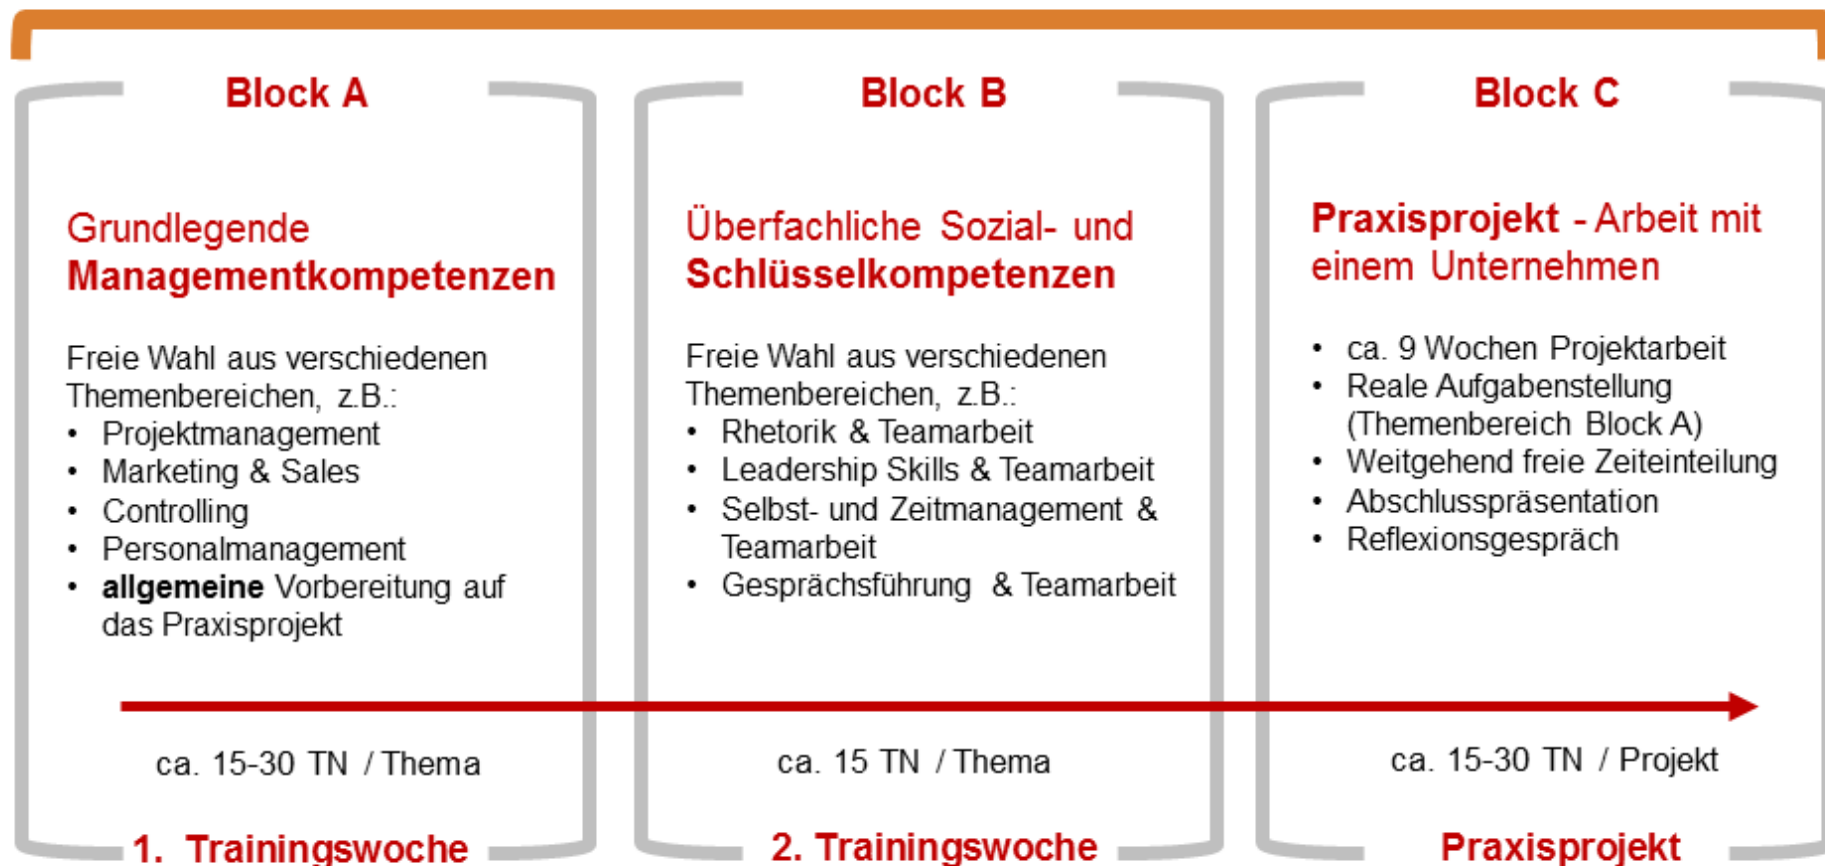 Block A
Grundlegende
Managementkompetenzen
Freie Wahl aus verschiedenen
Themenbereichen, z.B.:
• Projektmanagement
• Marketing & Sales
• Controlling
• Personalmanagement
• allgemeine Vorbereitung auf
das Praxisprojekt
ca. 15-30 TN / Thema
1. Trainingswoche
Block B
Überfachliche Sozial- und
Schlüsselkompetenzen
Freie Wahl aus verschiedenen
Themenbereichen, z.B.:
• Rhetorik & Teamarbeit
• Leadership Skills & Teamarbeit
• Selbst- und Zeitmanagement &
Teamarbeit
• Gesprächsführung & Teamarbeit
ca. 15 TN / Thema
2. Trainingswoche
Block C
Praxisprojekt - Arbeit mit
einem Unternehmen
• ca. 9 Wochen Projektarbeit
• Reale Aufgabenstellung
(Themenbereich Block A)
• Weitgehend freie Zeiteinteilung
• Abschlusspräsentation
• Reflexionsgespräch
ca. 15-30 TN / Projekt
Praxisprojekt